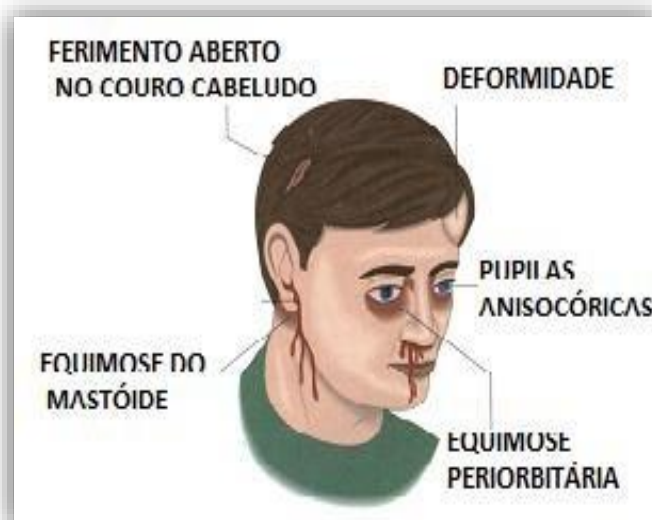 FERIMENTO ABERTO
NO COURO CABELUDO
DEFORMIDADE
PUPILAS
ANISOCÓRICAS
EQUIMOSE DO
MASTÓIDE
EQUIMOSE
PERIORBITÁRIA